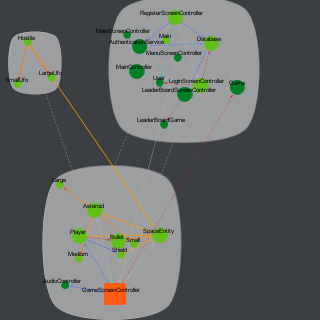 RegisterScreenController
MainScreenController
Main
Database
AuthenticationService
MenuScreenController
Hostile
MainController
SmallUfo
LargeUfo
User
LoginScreenController
Game
LeaderBoardScreenController
LeaderBoardGame
Large
Asteroid
Player
Bullet
Small
SpaceEntity
Shield
Medium
AudioController
GameScreenController